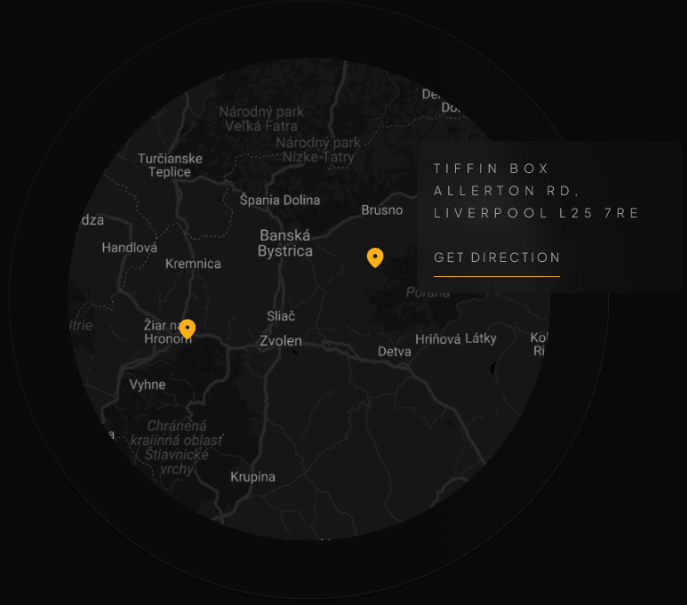 Národný park
Veľká Fatra
Národný park
Nízke Tatry
Turčianske
Teplice
TIFFIN BOX
ALLERTON RD,
LIVERPOOL L25 7RE
GET DIRECTION
Špania Dolina
Brusno
Banská
Bystrica
Handlová
Kremnica
Poľana
Sliač
Zvolen
Žiar na
Hronom
Hriňová
Látky
Detva
Vyhne
Chránená
krajinná oblasť
Štiavnické
vrchy
Krupina